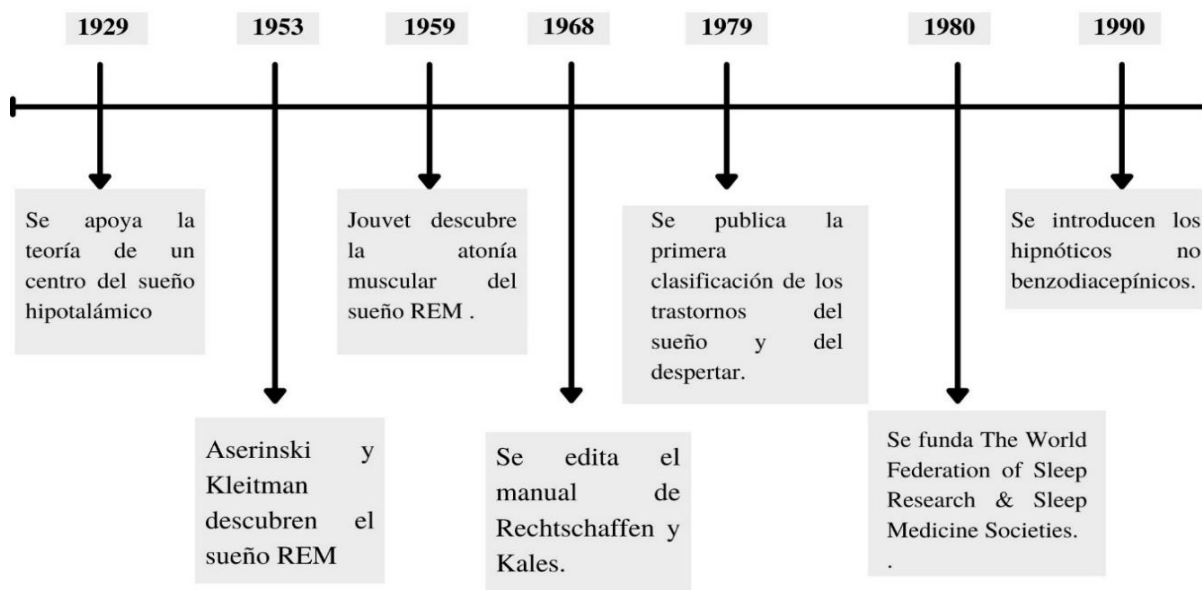 1929
1953
1959
1968
1979
1980
1990
Se apoya la
teoría de un
centro del sueño
hipotalámico
Aserinski y
Kleitman
descubren el
sueño REM
Jouvet descubre
la atonía
muscular del
sueño REM .
Se edita el
manual de
Rechtschaffen y
Kales.
Se publica la
primera
clasificación de los
trastornos del
sueño y del
despertar.
Se funda The World
Federation of Sleep
Research & Sleep
Medicine Societies.
.
Se introducen los
hipnóticos no
benzodiacepínicos.